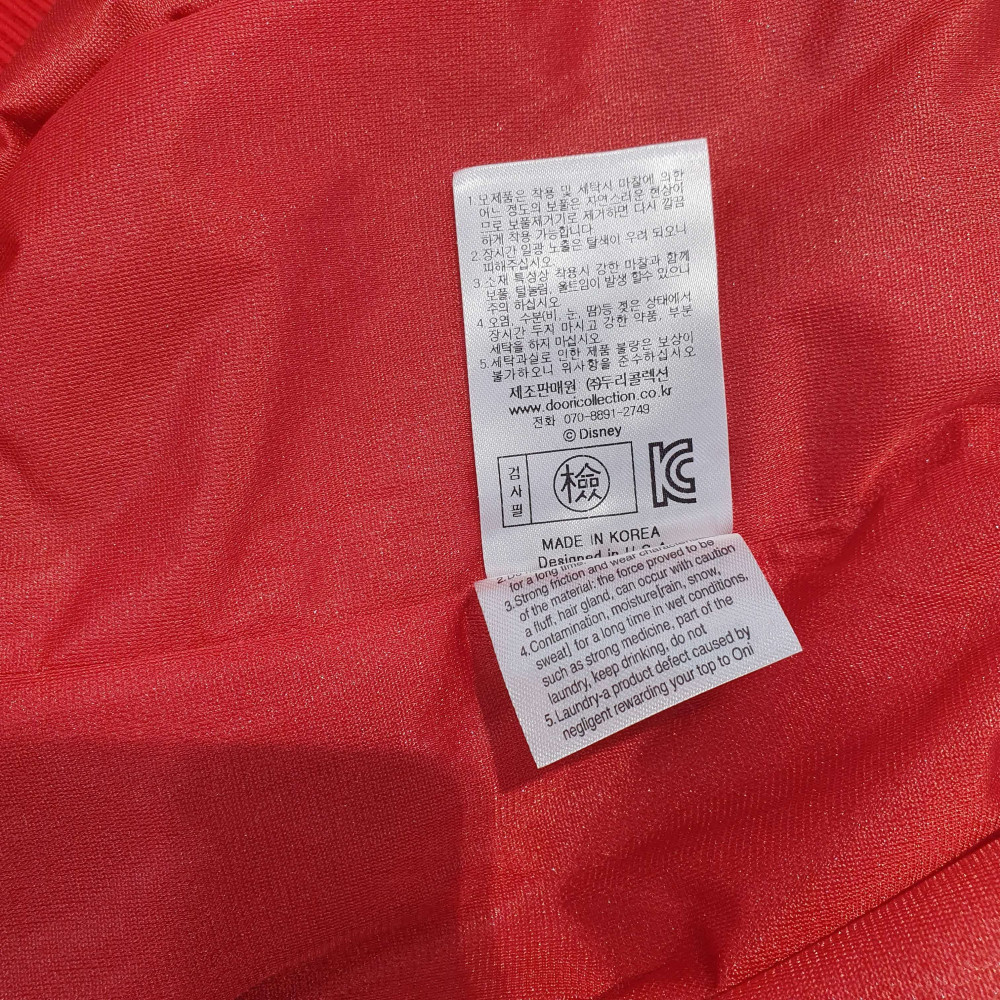 1.모제품은 착용 및 세탁시 마찰에 의한
어느 정도의 보풀은 자연스러운 현상이
므로 보풀제거기로 제거하면 다시 깔끔
하게 착용 가능합니다
2.장시간 일광 노출은 탈색이 우려 되오니
피해주십시오
3.소재 특성상 착용시 강한 마찰과 함께
보풀, 털눌림, 올트임이 발생 할수 있으니
주의 하십시오
4.오염, 수분(비, 눈, 땀)등 젖은 상태에서
장시간 두지 마시고 강한 약품, 부분
세탁을 하지 마십시오
5.세탁과실로 인한 제품 불량은 보상이
불가하오니 위사항을 준수하십시오
제조판매원 ㈜두리콜렉션
www.dooricollection.co.kr
전화 070-8891-2749
© Disney
검사필
檢
KC
MADE IN KOREA
Designed in U.S.A
for a long time.
3.Strong friction and wear
of the material: the force proved to be
a fluff, hair gland, can occur with caution
4.Contamination, moisture[rain, snow,
sweat] for a long time in wet conditions,
such as strong medicine, part of the
laundry, keep drinking, do not
5.Laundry-a product defect caused by
negligent rewarding your top to Oni